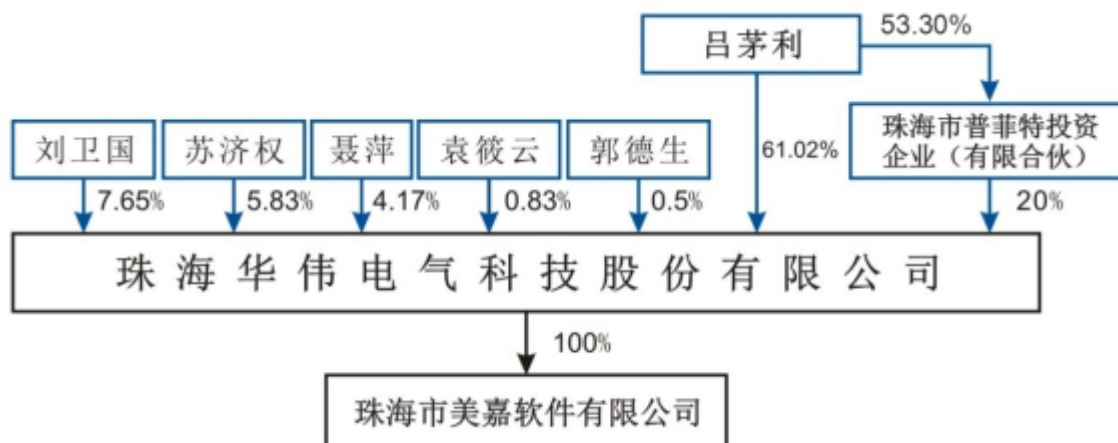 吕茅利
53.30%
刘卫国
苏济权
聂萍
袁筱云
郭德生
61.02%
珠海市普菲特投资
企业（有限合伙）
7.65%
5.83%
4.17%
0.83%
0.5%
20%
珠海华伟电气科技股份有限公司
100%
珠海市美嘉软件有限公司